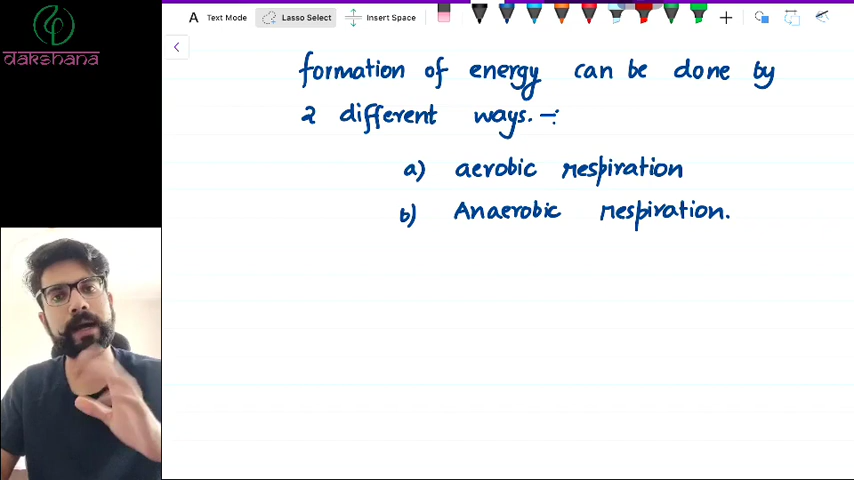 A Text Mode Lasso Select Insert Space
dakshana
formation of energy can be done by
2 different ways. ÷
a) aerobic respiration
b) Anaerobic respiration.